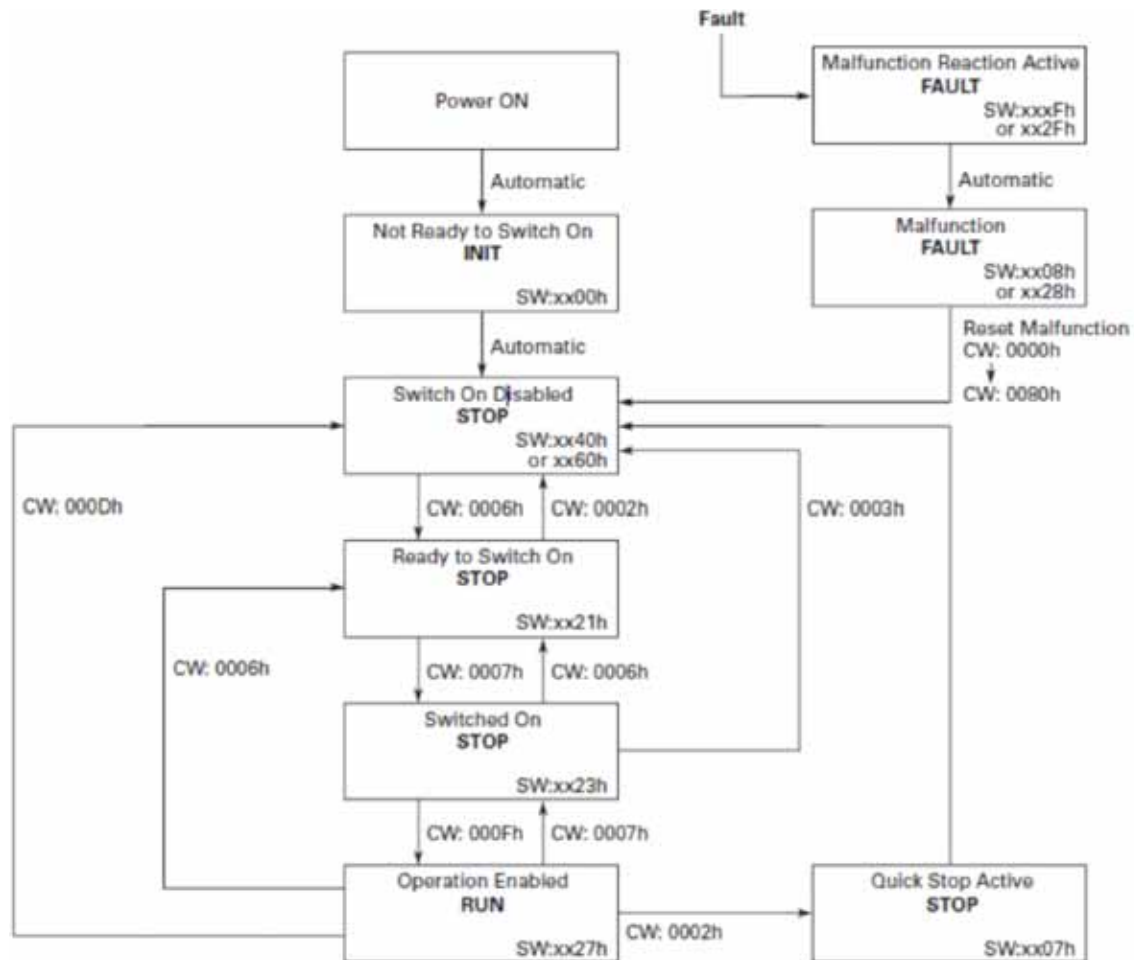 Fault
Power ON
Malfunction Reaction Active
FAULT
SW:xxxFh
or xx2Fh
Automatic
Automatic
Not Ready to Switch On
INIT
SW:xx00h
Malfunction
FAULT
SW:xx08h
or xx28h
Automatic
Reset Malfunction
CW: 0000h
CW: 0080h
Switch On Disabled
STOP
SW:xx40h
or xx60h
CW: 000Dh
CW: 0006h
CW: 0002h
CW: 0003h
Ready to Switch On
STOP
SW:xx21h
CW: 0006h
CW: 0007h
CW: 0006h
Switched On
STOP
SW:xx23h
CW: 000Fh
CW: 0007h
Operation Enabled
RUN
SW:xx27h
CW: 0002h
Quick Stop Active
STOP
SW:xx07h